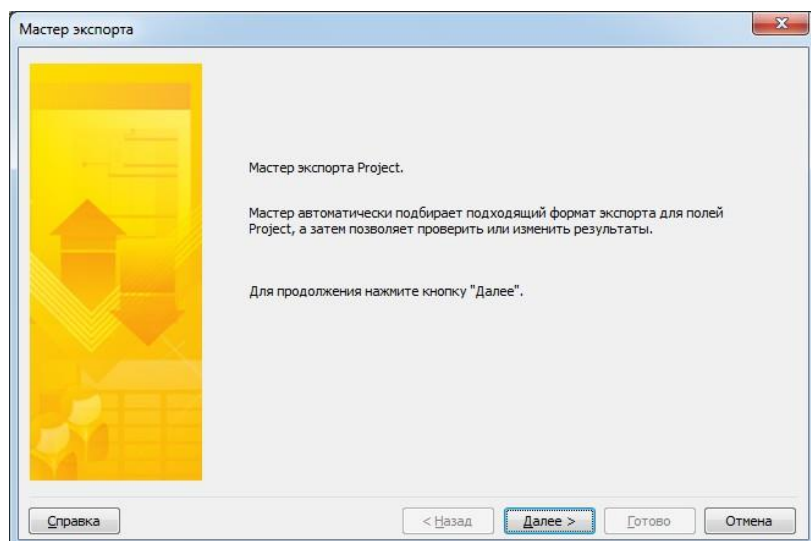 Мастер экспорта
Мастер экспорта Project.
Мастер автоматически подбирает подходящий формат экспорта для полей
Project, а затем позволяет проверить или изменить результаты.
Для продолжения нажмите кнопку "Далее".
Справка
< Назад
Далее >
Готово
Отмена